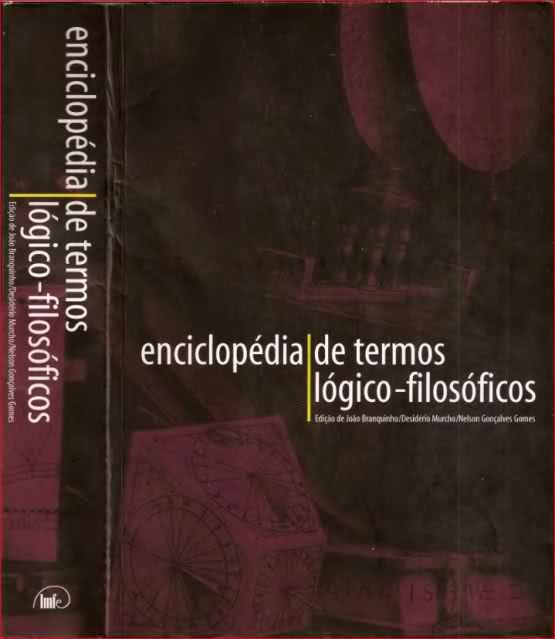 enciclopédia de termos
lógico-filosóficos
Edição de João Branquinho/Desidério Murcho/Nelson Gonçalves Gomes
enciclopédia de termos
lógico-filosóficos
Edição de João Branquinho/Desidério Murcho/Nelson Gonçalves Gomes
lmf